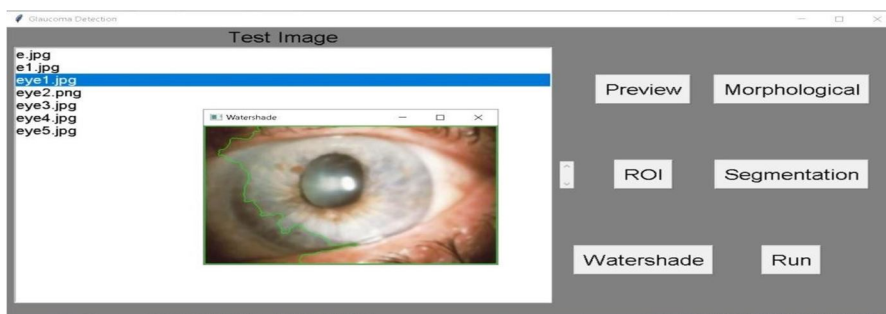 Glaucoma Detection
Test Image
e.jpg
e1.jpg
eye1.jpg
eye2.png
eye3.jpg
eye4.jpg
eye5.jpg
Watershade
Preview
Morphological
ROI
Segmentation
Watershade
Run